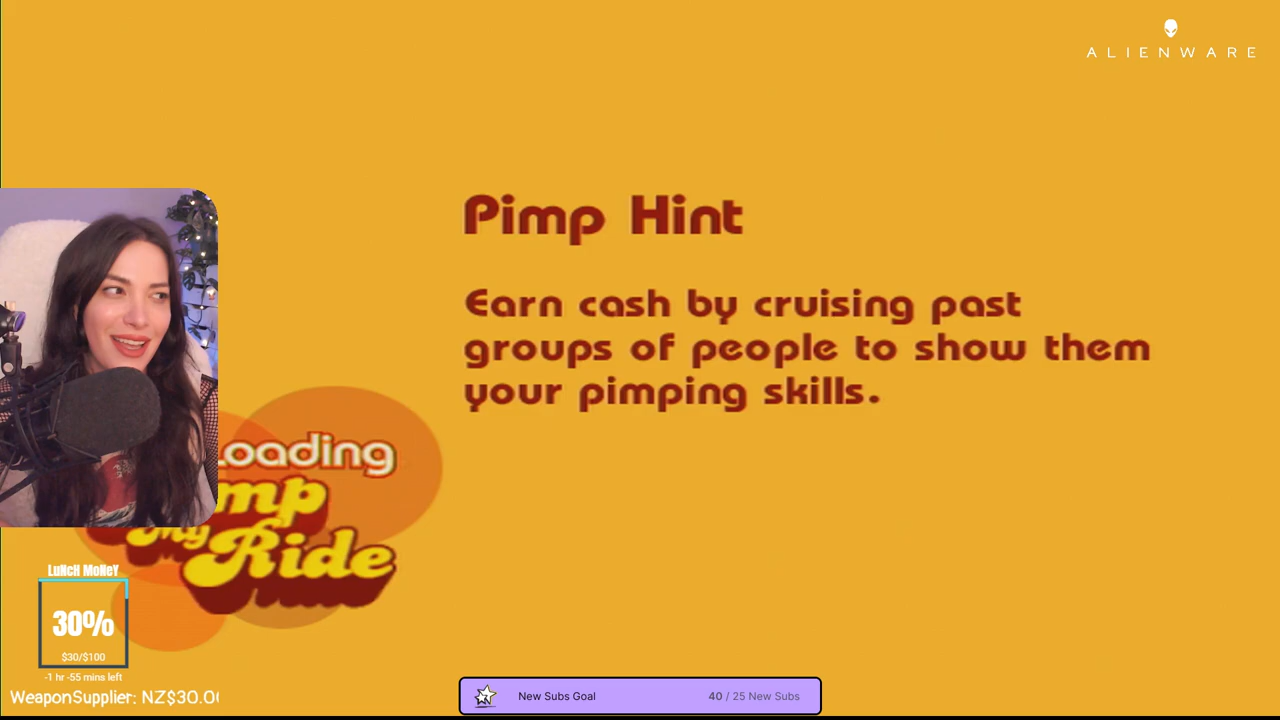 ALIENWARE
Pimp Hint
Earn cash by cruising past
groups of people to show them
your pimping skills.
Loading
My
Ride
LuNcH MoNeY
30%
$30/$100
-1 hr -55 mins left
WeaponSupplier: NZ$30.0
New Subs Goal
40 / 25 New Subs